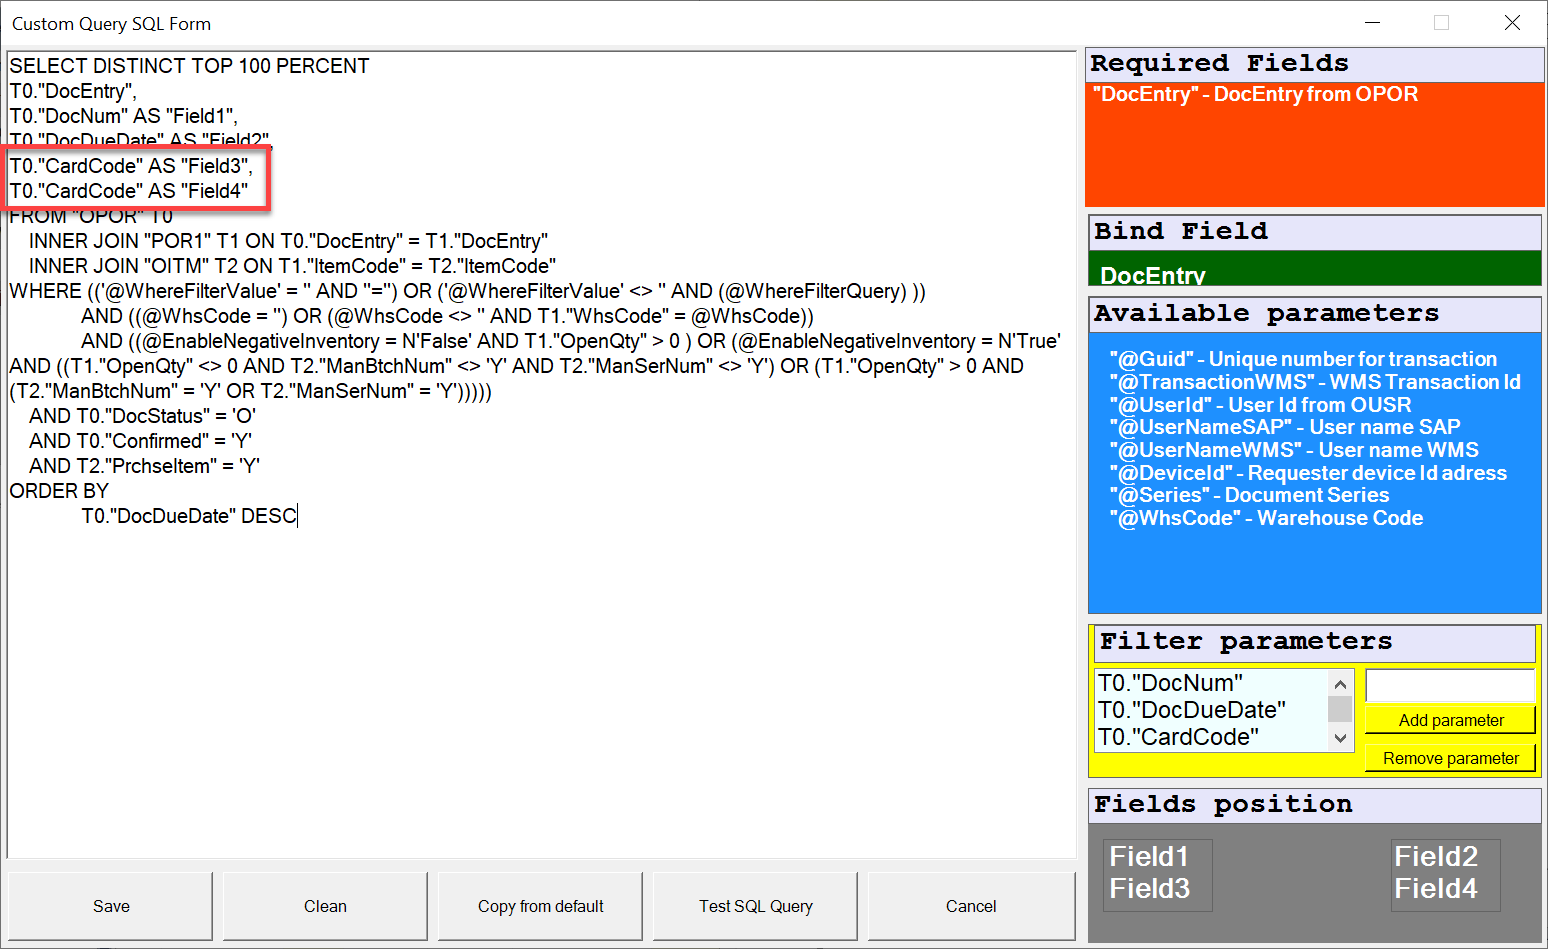 Custom Query SQL Form
SELECT DISTINCT TOP 100 PERCENT
T0."DocEntry",
T0."DocNum" AS "Field1",
T0."DocDueDate" AS "Field2",
T0."CardCode" AS "Field3",
T0."CardCode" AS "Field4"
FROM "OPOR" T0
INNER JOIN "POR1" T1 ON T0."DocEntry" = T1."DocEntry"
INNER JOIN "OITM" T2 ON T1."ItemCode" = T2."ItemCode"
WHERE (('@WhereFilterValue' = '' AND ''='') OR ('@WhereFilterValue' <> '' AND (@WhereFilterQuery) ))
AND ((@WhsCode = '') OR (@WhsCode <> '' AND T1."WhsCode" = @WhsCode))
AND ((@EnableNegativeInventory = N'False' AND T1."OpenQty" > 0 ) OR (@EnableNegativeInventory = N'True'
AND ((T1."OpenQty" <> 0 AND T2."ManBtchNum" <> 'Y' AND T2."ManSerNum" <> 'Y') OR (T1."OpenQty" > 0 AND
(T2."ManBtchNum" = 'Y' OR T2."ManSerNum" = 'Y')))))
AND T0."DocStatus" = 'O'
AND T0."Confirmed" = 'Y'
AND T2."PrchseItem" = 'Y'
ORDER BY
T0."DocDueDate" DESC
Save
Clean
Copy from default
Test SQL Query
Cancel
Required Fields
"DocEntry" - DocEntry from OPOR
Bind Field
DocEntry
Available parameters
"@Guid" - Unique number for transaction
"@TransactionWMS" - WMS Transaction Id
"@UserId" - User Id from OUSR
"@UserNameSAP" - User name SAP
"@UserNameWMS" - User name WMS
"@DeviceId" - Requester device Id adress
"@Series" - Document Series
"@WhsCode" - Warehouse Code
Filter parameters
T0."DocNum"
T0."DocDueDate"
T0."CardCode"
Add parameter
Remove parameter
Fields position
Field1
Field2
Field3
Field4